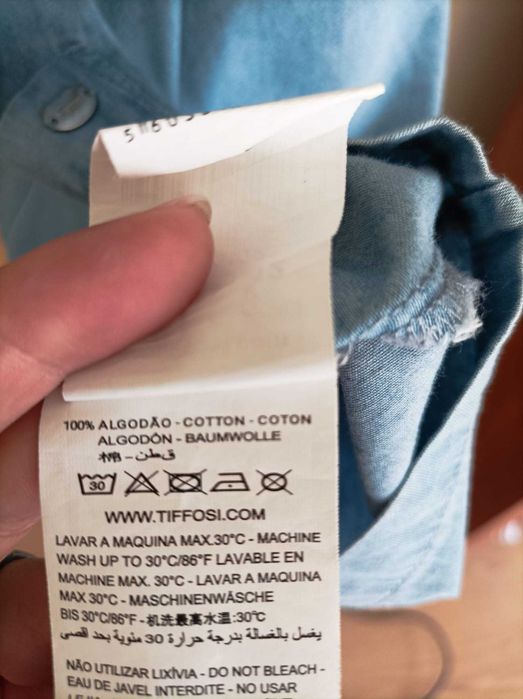 100% ALGODÃO - COTTON - COTON
ALGODÓN - BAUMWOLLE
قطن
30
WWW.TIFFOSI.COM
LAVAR A MAQUINA MAX.30°C - MACHINE
WASH UP TO 30°C/86°F LAVABLE EN
MACHINE MAX. 30°C - LAVAR A MAQUINA
MAX 30°C - MASCHINENWÄSCHE
BIS 30°C/86°F - 机洗最高水温:30°C
يغسل بالغسالة بدرجة حرارة 30 مئوية بحد اقصى
NÃO UTILIZAR LIXÍVIA - DO NOT BLEACH -
EAU DE JAVEL INTERDITE - NO USAR